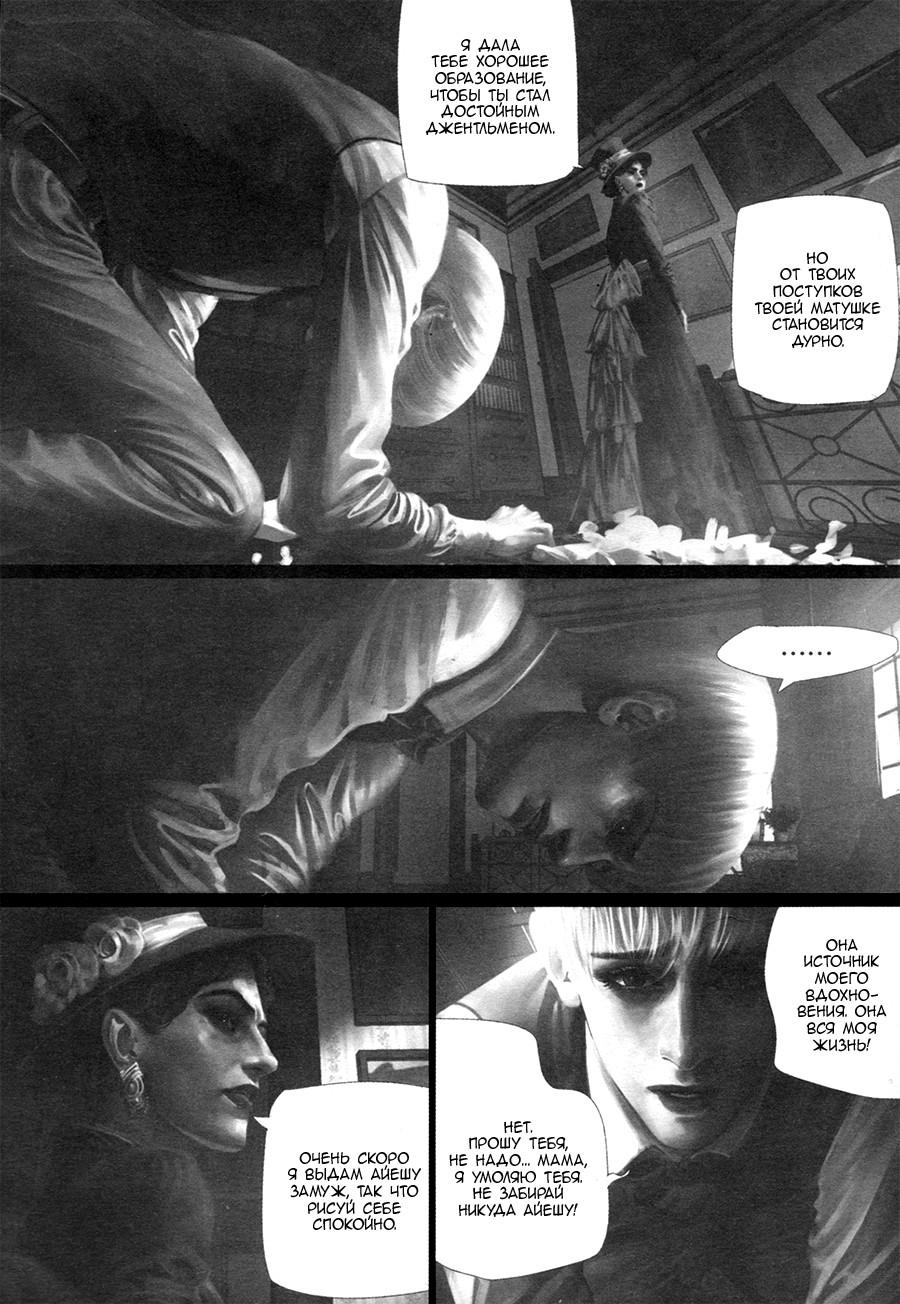 Я ДАЛА
ТЕБЕ ХОРОШЕЕ
ОБРАЗОВАНИЕ,
ЧТОБЫ ТЫ СТАЛ
ДОСТОЙНЫМ
ДЖЕНТЛЬМЕНОМ.
НО
ОТ ТВОИХ
ПОСТУПКОВ
ТВОЕЙ МАТУШКЕ
СТАНОВИТСЯ
ДУРНО.
......
ОЧЕНЬ СКОРО
Я ВЫДАМ АЙЕШУ
ЗАМУЖ, ТАК ЧТО
РИСУЙ СЕБЕ
СПОКОЙНО.
НЕТ.
ПРОШУ ТЕБЯ,
НЕ НАДО... МАМА,
Я УМОЛЯЮ ТЕБЯ.
НЕ ЗАБИРАЙ
НИКУДА АЙЕШУ!
ОНА
ИСТОЧНИК
МОЕГО
ВДОХНО-
ВЕНИЯ. ОНА
ВСЯ МОЯ
ЖИЗНЬ!